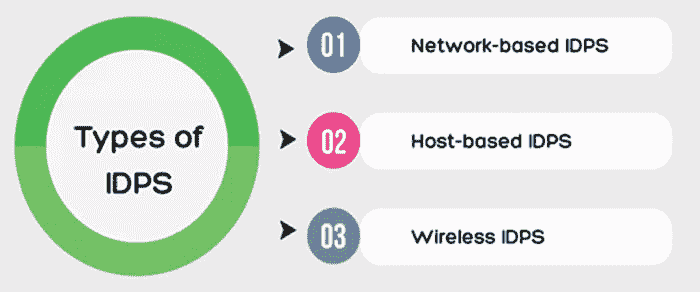 Types of
IDPS
01
Network-based IDPS
02
Host-based IDPS
03
Wireless IDPS